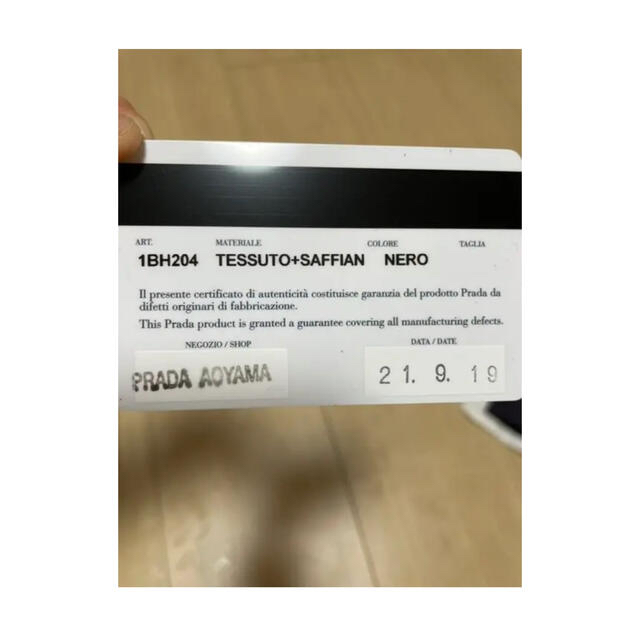 ART. MATERIALE COLORE TAGLIA
1BH204 TESSUTO+SAFFIAN NERO
Il presente certificato di autenticità costituisce garanzia del prodotto Prada da
difetti originari di fabbricazione.
This Prada product is granted a guarantee covering all manufacturing defects.
NEGOZIO / SHOP DATA / DATE
PRADA AOYAMA 21. 9. 19